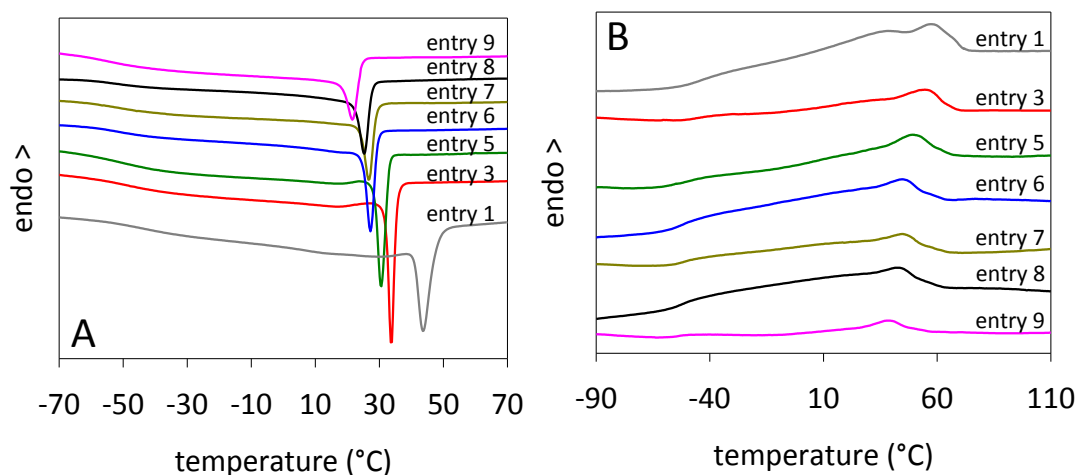 A
entry 9
entry 8
entry 7
entry 6
entry 5
entry 3
entry 1
endo >
-70 -50 -30 -10 10 30 50 70
temperature (°C)
B
entry 1
entry 3
entry 5
entry 6
entry 7
entry 8
entry 9
endo >
-90 -40 10 60 110
temperature (°C)